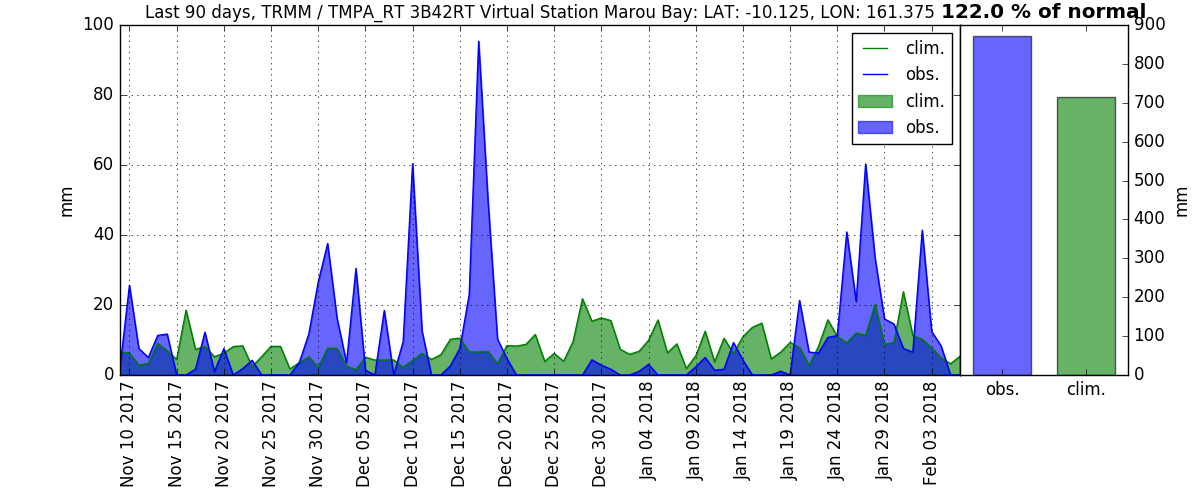 Last 90 days, TRMM / TMPA_RT 3B42RT Virtual Station Marou Bay: LAT: -10.125, LON: 161.375 122.0 % of normal
100
80
60
40
20
0
mm
clim.
obs.
clim.
obs.
Nov 10 2017
Nov 15 2017
Nov 20 2017
Nov 25 2017
Nov 30 2017
Dec 05 2017
Dec 10 2017
Dec 15 2017
Dec 20 2017
Dec 25 2017
Dec 30 2017
Jan 04 2018
Jan 09 2018
Jan 14 2018
Jan 19 2018
Jan 24 2018
Jan 29 2018
Feb 03 2018
900
800
700
600
500
400
300
200
100
0
mm
obs.
clim.